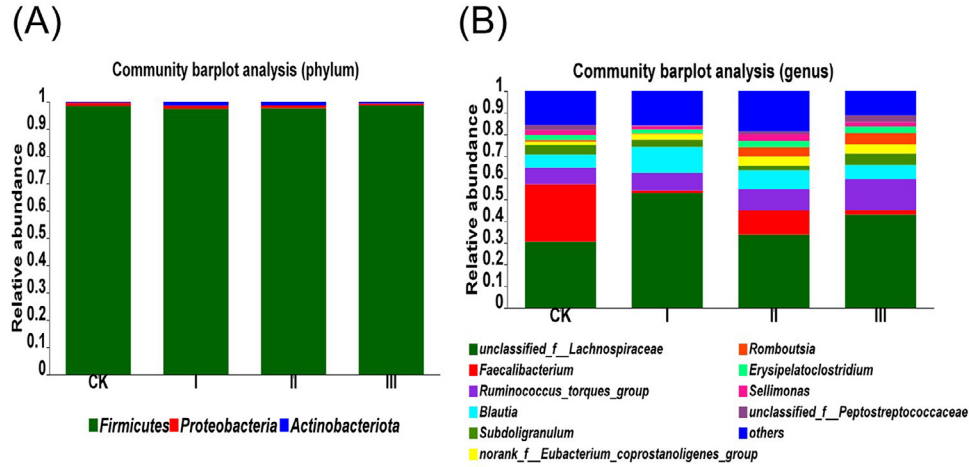 (A)
Community barplot analysis (phylum)
Relative abundance
1
0.9
0.8
0.7
0.6
0.5
0.4
0.3
0.2
0.1
0
CK I II III
Firmicutes Proteobacteria Actinobacteriota
(B)
Community barplot analysis (genus)
Relative abundance
1
0.9
0.8
0.7
0.6
0.5
0.4
0.3
0.2
0.1
0
CK I II III
unclassified_f__Lachnospiraceae
Faecalibacterium
Ruminococcus_torques_group
Blautia
Subdoligranulum
norank_f__Eubacterium_coprostanoligenes_group
Romboutsia
Erysipelatoclostridium
Sellimonas
unclassified_f__Peptostreptococcaceae
others